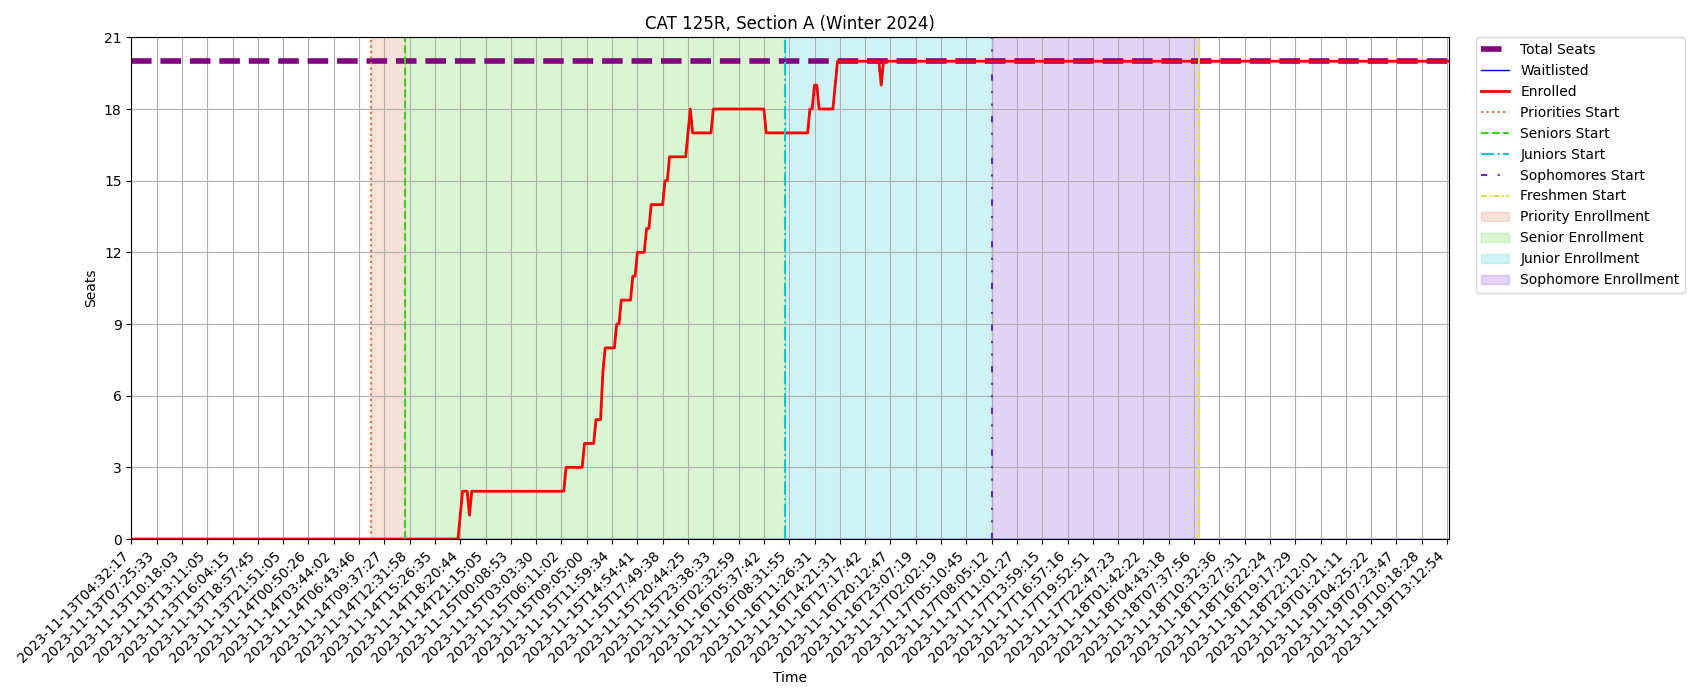 CAT 125R, Section A (Winter 2024)
21
18
15
12
9
6
3
0
Seats
2023-11-13T04:32:17
2023-11-13T07:25:33
2023-11-13T10:18:03
2023-11-13T13:11:05
2023-11-13T16:04:15
2023-11-13T18:57:45
2023-11-13T21:51:05
2023-11-14T00:50:26
2023-11-14T03:44:02
2023-11-14T06:43:46
2023-11-14T09:37:27
2023-11-14T12:31:58
2023-11-14T15:26:35
2023-11-14T18:20:44
2023-11-14T21:15:05
2023-11-15T00:08:53
2023-11-15T03:03:30
2023-11-15T06:11:02
2023-11-15T09:05:00
2023-11-15T11:59:34
2023-11-15T14:54:41
2023-11-15T17:49:38
2023-11-15T20:44:25
2023-11-15T23:38:33
2023-11-16T02:32:59
2023-11-16T05:37:42
2023-11-16T08:31:55
2023-11-16T11:26:31
2023-11-16T14:21:31
2023-11-16T17:17:42
2023-11-16T20:12:47
2023-11-16T23:07:19
2023-11-17T02:02:19
2023-11-17T05:10:45
2023-11-17T08:05:12
2023-11-17T11:01:27
2023-11-17T13:59:15
2023-11-17T16:57:16
2023-11-17T19:52:51
2023-11-17T22:47:23
2023-11-18T01:42:22
2023-11-18T04:43:18
2023-11-18T07:37:56
2023-11-18T10:32:36
2023-11-18T13:27:31
2023-11-18T16:22:24
2023-11-18T19:17:29
2023-11-18T22:12:01
2023-11-19T01:21:11
2023-11-19T04:25:22
2023-11-19T07:23:47
2023-11-19T10:18:28
2023-11-19T13:12:54
Time
Total Seats
Waitlisted
Enrolled
Priorities Start
Seniors Start
Juniors Start
Sophomores Start
Freshmen Start
Priority Enrollment
Senior Enrollment
Junior Enrollment
Sophomore Enrollment